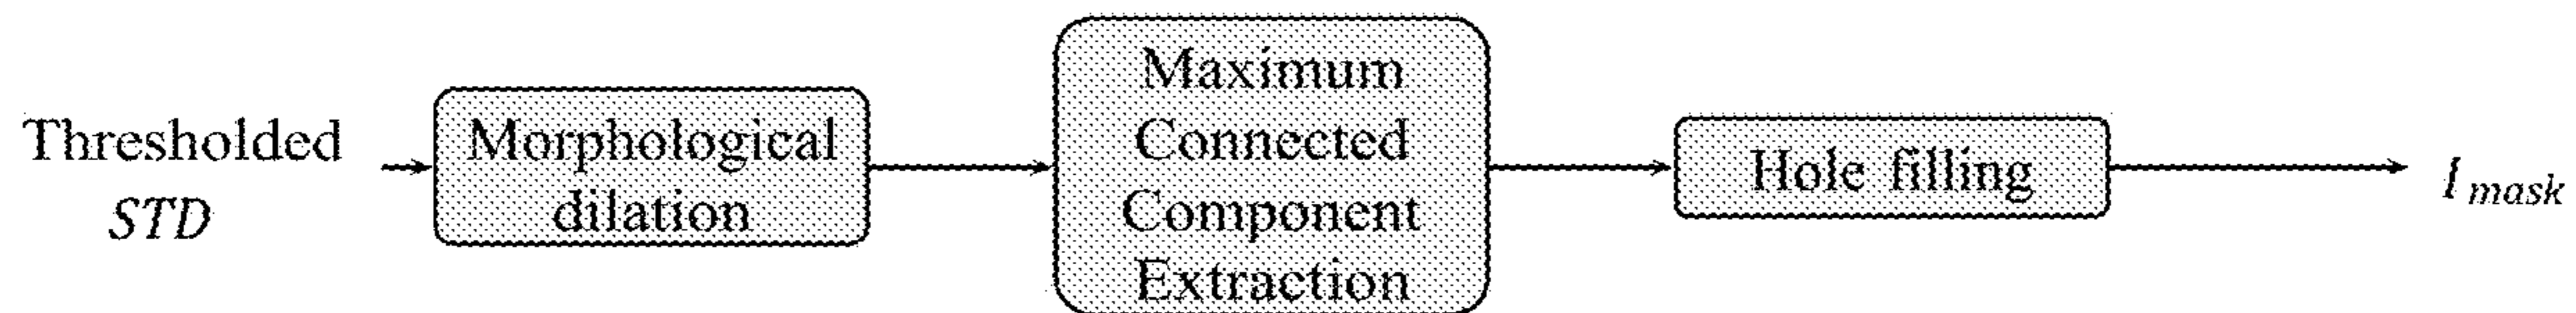 Thresholded
STD
Morphological
dilation
Maximum
Connected
Component
Extraction
Hole filling
I mask